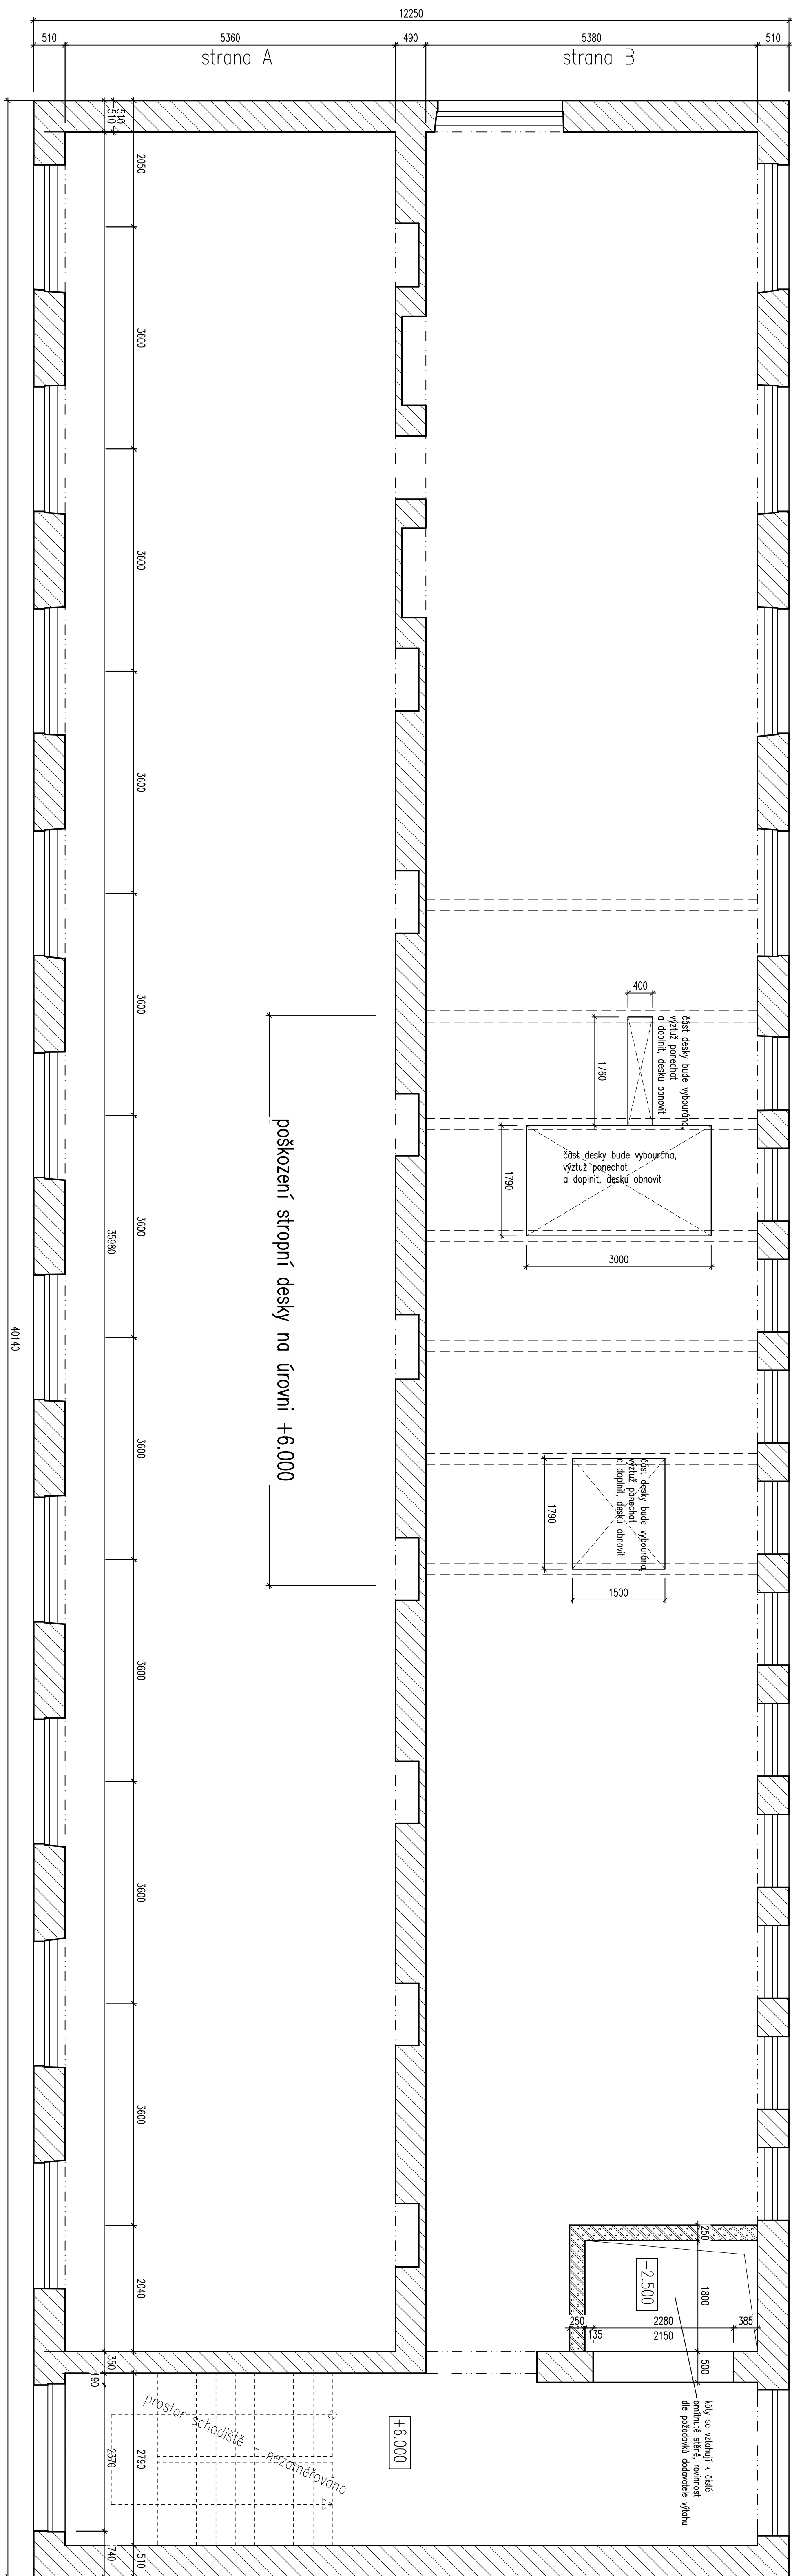 12250
510
5360
490
5380
510
strana A
strana B
510
510
2050
3600
3600
3600
3600
3600
3600
3600
3600
3600
2040
350
190
2790
2370
510
740
35980
40140
400
1760
část desky bude vybourána,
výztuž ponechat
a doplnit, desku obnovit
část desky bude vybourána,
výztuž ponechat
a doplnit, desku obnovit
1790
3000
poškození stropní desky na úrovni +6.000
část desky bude vybourána,
výztuž ponechat
a doplnit, desku obnovit
1790
1500
250
1800
-2.500
250
2280
385
135
2150
500
kóty se vztahují k čisté
omítnuté stěně, rovinnost
dle požadavků dodavatele výtahu
+6.000
prostor schodiště – nezaměřováno